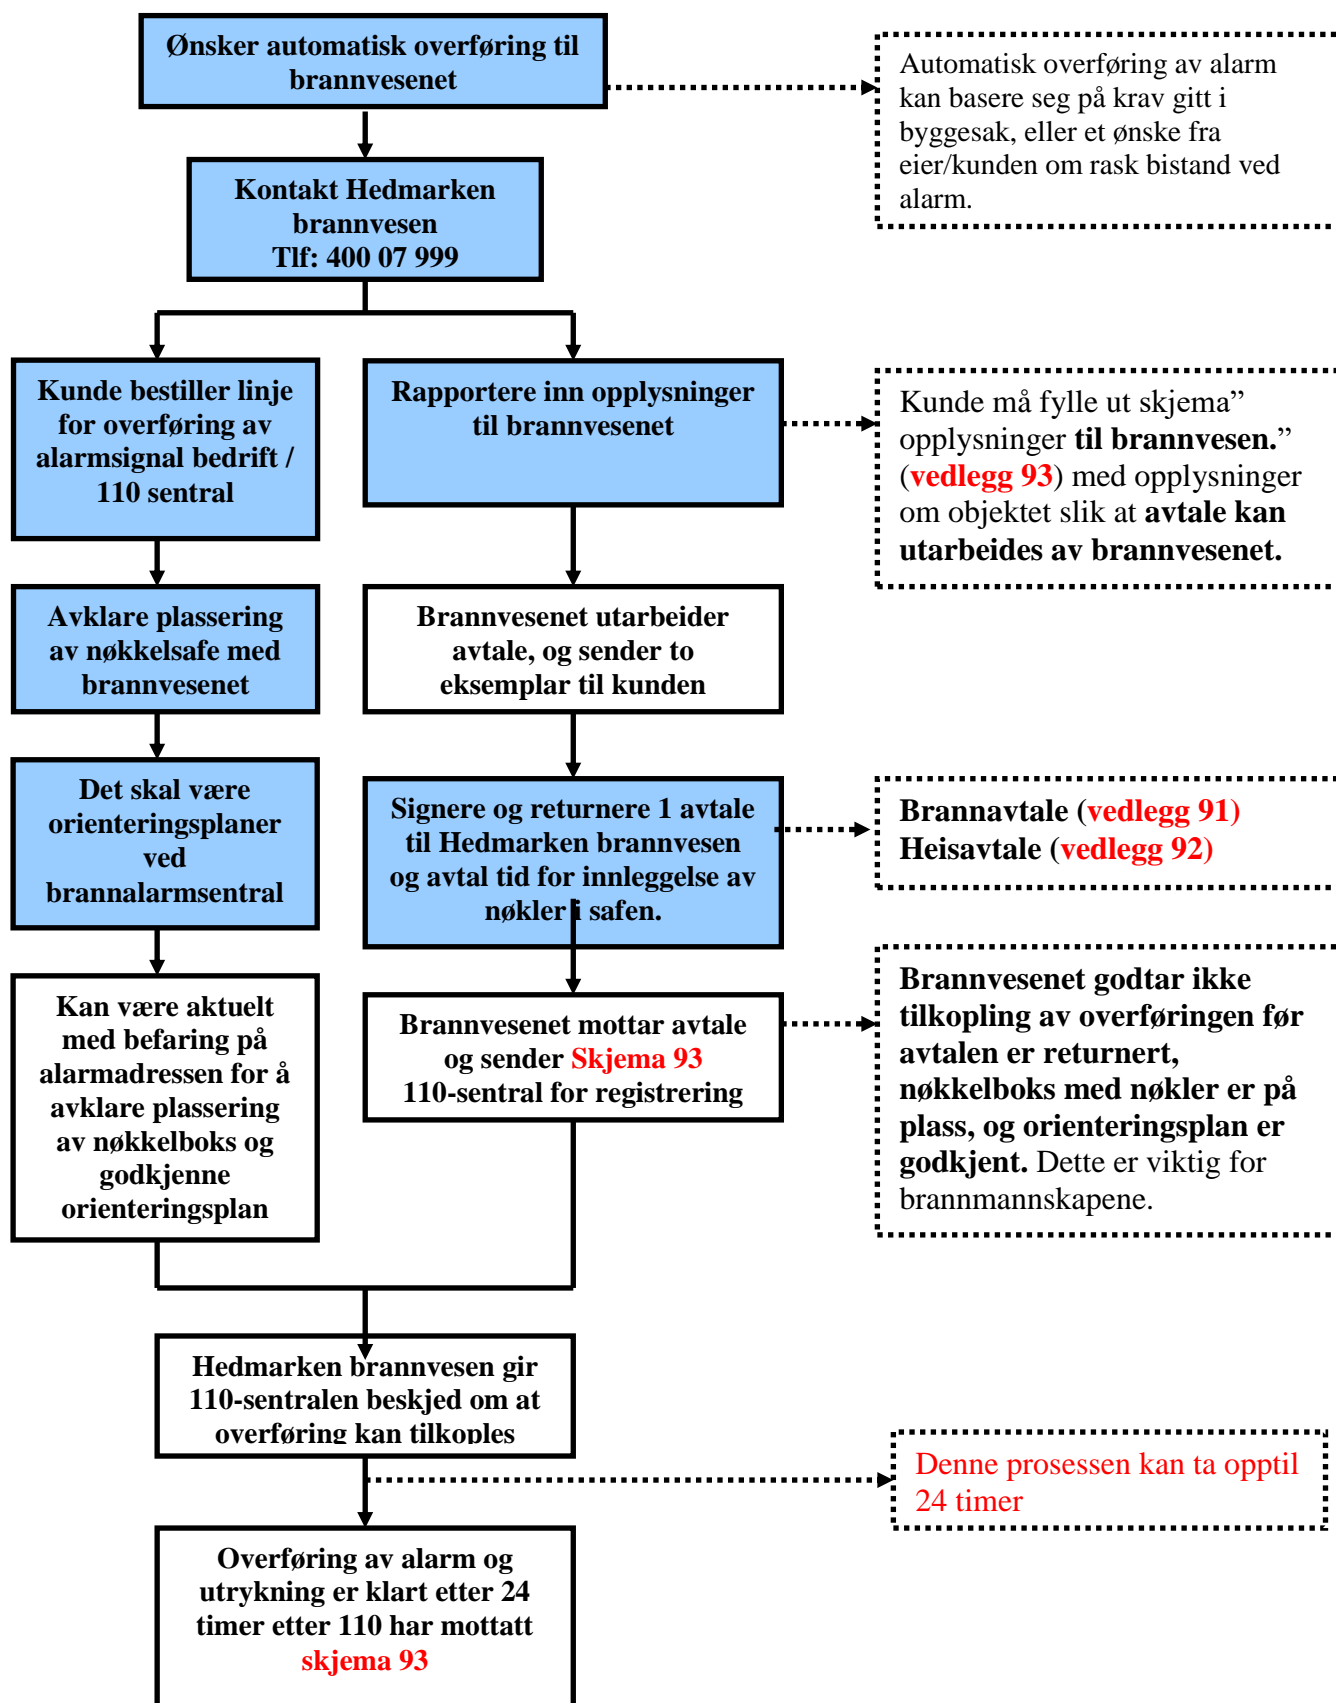 Ønsker automatisk overføring til
brannvesenet
Automatisk overføring av alarm
kan basere seg på krav gitt i
byggesak, eller et ønske fra
eier/kunden om rask bistand ved
alarm.
Kontakt Hedmarken
brannvesen
Tlf: 400 07 999
Kunde bestiller linje
for overføring av
alarmsignal bedrift /
110 sentral
Rapportere inn opplysninger
til brannvesenet
Kunde må fylle ut skjema”
opplysninger til brannvesen.”
(vedlegg 93) med opplysninger
om objektet slik at avtale kan
utarbeides av brannvesenet.
Avklare plassering
av nøkkelsafe med
brannvesenet
Brannvesenet utarbeider
avtale, og sender to
eksemplar til kunden
Det skal være
orienteringsplaner
ved
brannalarmsentral
Signere og returnere 1 avtale
til Hedmarken brannvesen
og avtal tid for innleggelse av
nøkler i safen.
Brannavtale (vedlegg 91)
Heisavtale (vedlegg 92)
Kan være aktuelt
med befaring på
alarmadressen for å
avklare plassering
av nøkkelboks og
godkjenne
orienteringsplan
Brannvesenet mottar avtale
og sender Skjema 93
110-sentral for registrering
Brannvesenet godtar ikke
tilkopling av overføringen før
avtalen er returnert,
nøkkelboks med nøkler er på
plass, og orienteringsplan er
godkjent. Dette er viktig for
brannmannskapene.
Hedmarken brannvesen gir
110-sentralen beskjed om at
overføring kan tilkoples
Denne prosessen kan ta opptil
24 timer
Overføring av alarm og
utrykning er klart etter 24
timer etter 110 har mottatt
skjema 93